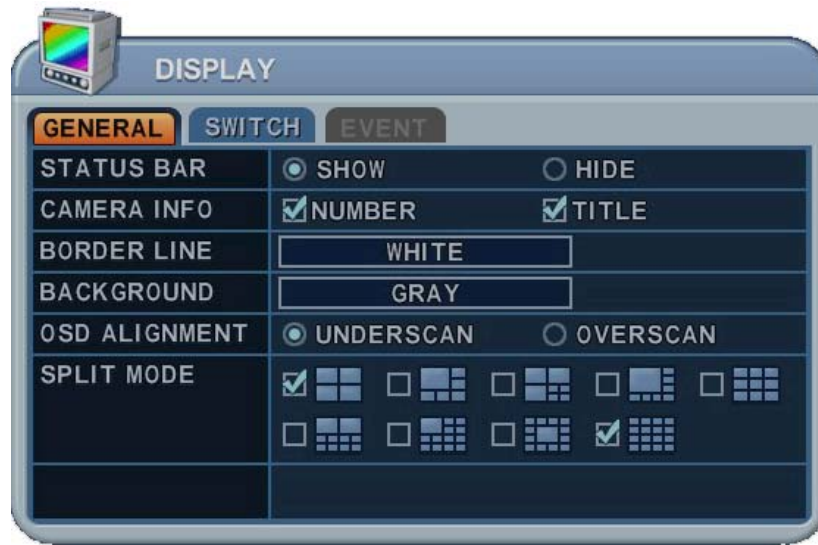 DISPLAY
GENERAL SWITCH EVENT
STATUS BAR SHOW HIDE
CAMERA INFO NUMBER TITLE
BORDER LINE WHITE
BACKGROUND GRAY
OSD ALIGNMENT UNDERSCAN OVERSCAN
SPLIT MODE